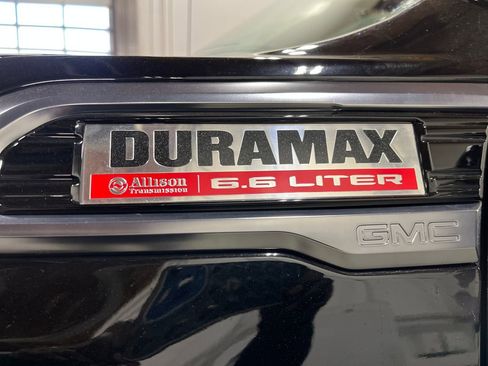 DURAMAX
Allison Transmission 6.6 LITER
GMC